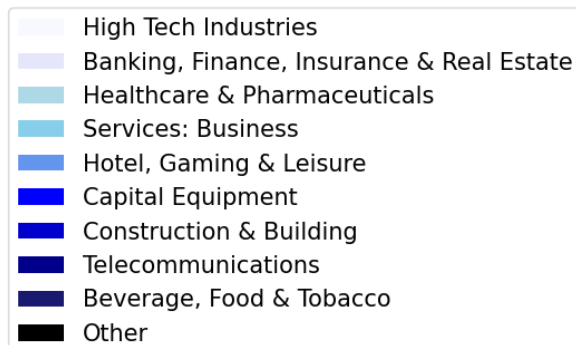 High Tech Industries
Banking, Finance, Insurance & Real Estate
Healthcare & Pharmaceuticals
Services: Business
Hotel, Gaming & Leisure
Capital Equipment
Construction & Building
Telecommunications
Beverage, Food & Tobacco
Other